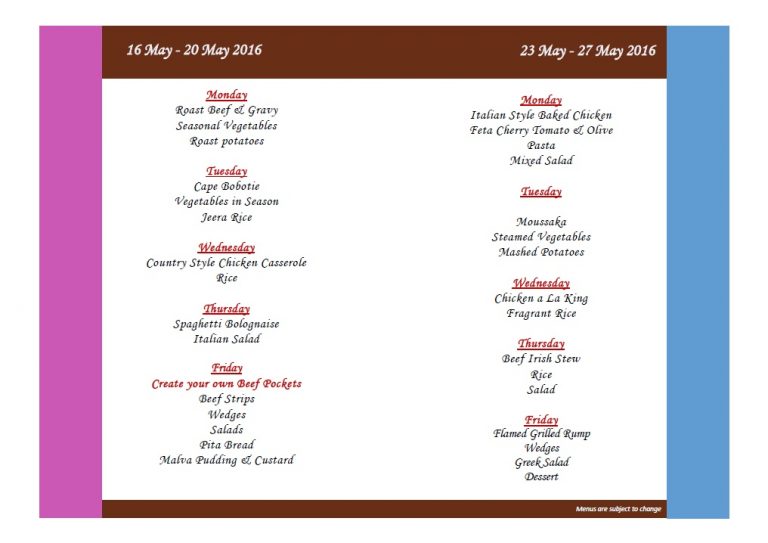 16 May - 20 May 2016
Monday
Roast Beef & Gravy
Seasonal Vegetables
Roast potatoes
Tuesday
Cape Bobotie
Vegetables in Season
Jeera Rice
Wednesday
Country Style Chicken Casserole
Rice
Thursday
Spaghetti Bolognaise
Italian Salad
Friday
Create your own Beef Pockets
Beef Strips
Wedges
Salads
Pita Bread
Malva Pudding & Custard
23 May - 27 May 2016
Monday
Italian Style Baked Chicken
Feta Cherry Tomato & Olive
Pasta
Mixed Salad
Tuesday
Moussaka
Steamed Vegetables
Mashed Potatoes
Wednesday
Chicken a La King
Fragrant Rice
Thursday
Beef Irish Stew
Rice
Salad
Friday
Flamed Grilled Rump
Wedges
Greek Salad
Dessert
Menus are subject to change